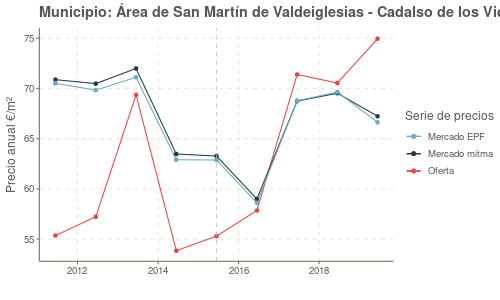 Municipio: Área de San Martín de Valdeiglesias - Cadalso de los
Precio anual €/m²
75
70
65
60
55
2012
2014
2016
2018
Serie de precios
Mercado EPF
Mercado mitma
Oferta